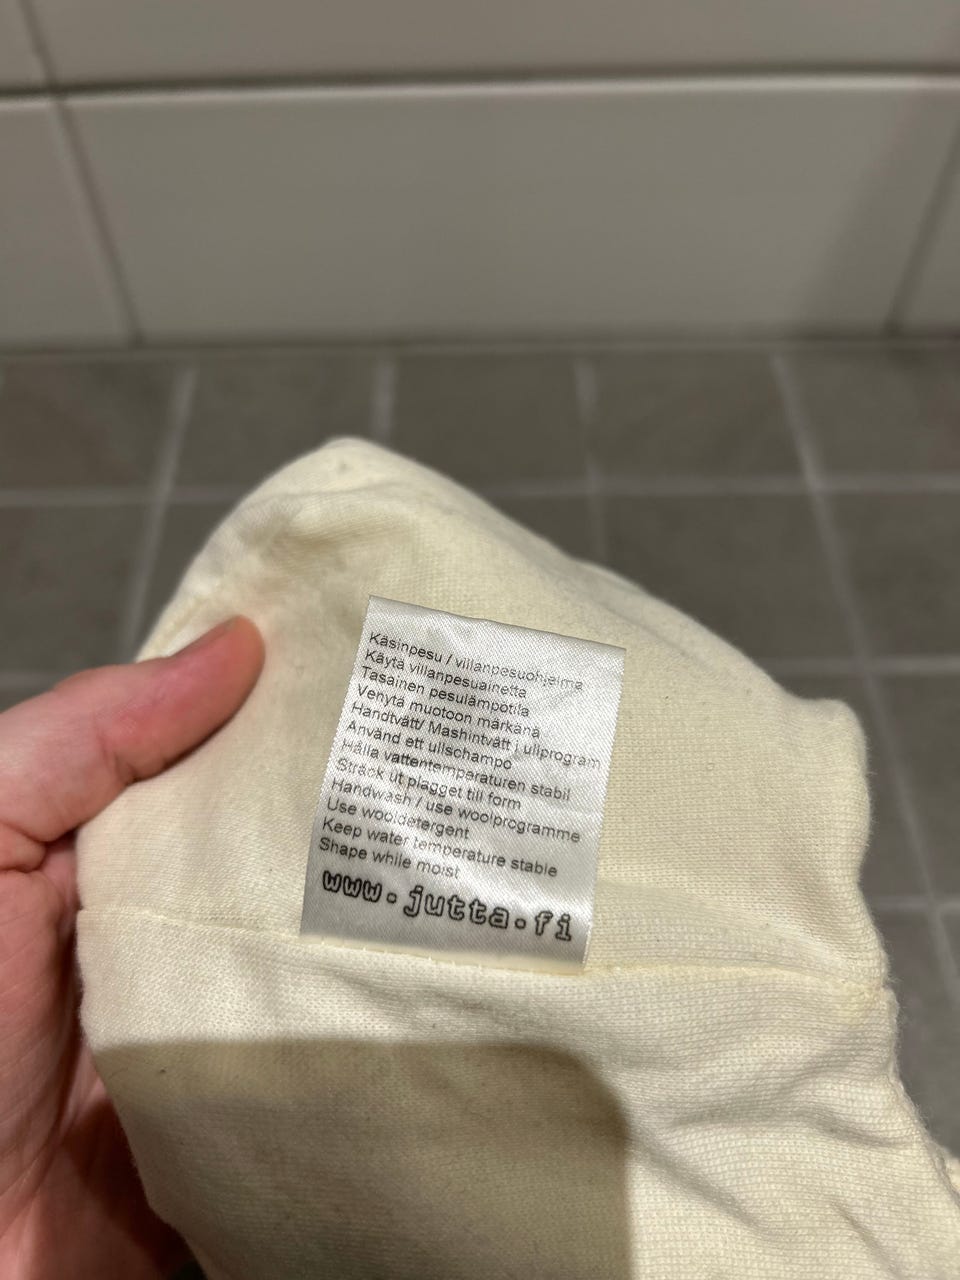 Käsinpesu / villanpesuohjelma
Käytä villanpesuainetta
Tasainen pesulämpotila
Venytä muotoon märkänä
Handtvätt/ Mashintvätt i ullprogram
Använd ett ullschampo
Hålla vattentemperaturen stabil
Sträck ut plagget till form
Handwash / use woolprogramme
Use wooldetergent
Keep water temperature stable
Shape while moist
www.jutta.fi